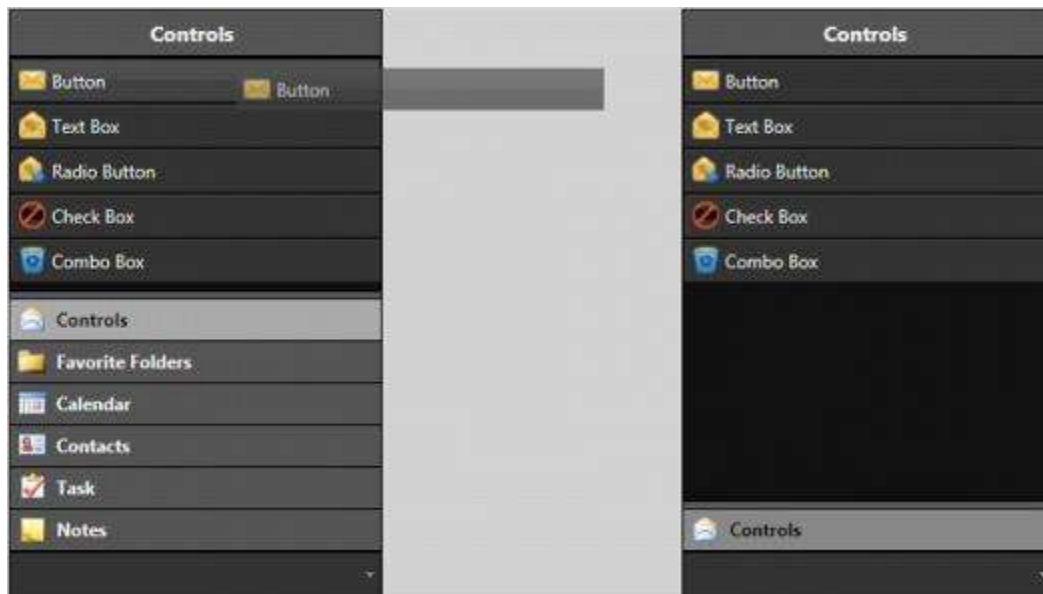 Controls
Button
Button
Text Box
Radio Button
Check Box
Combo Box
Controls
Favorite Folders
Calendar
Contacts
Task
Notes
Controls
Button
Text Box
Radio Button
Check Box
Combo Box
Controls